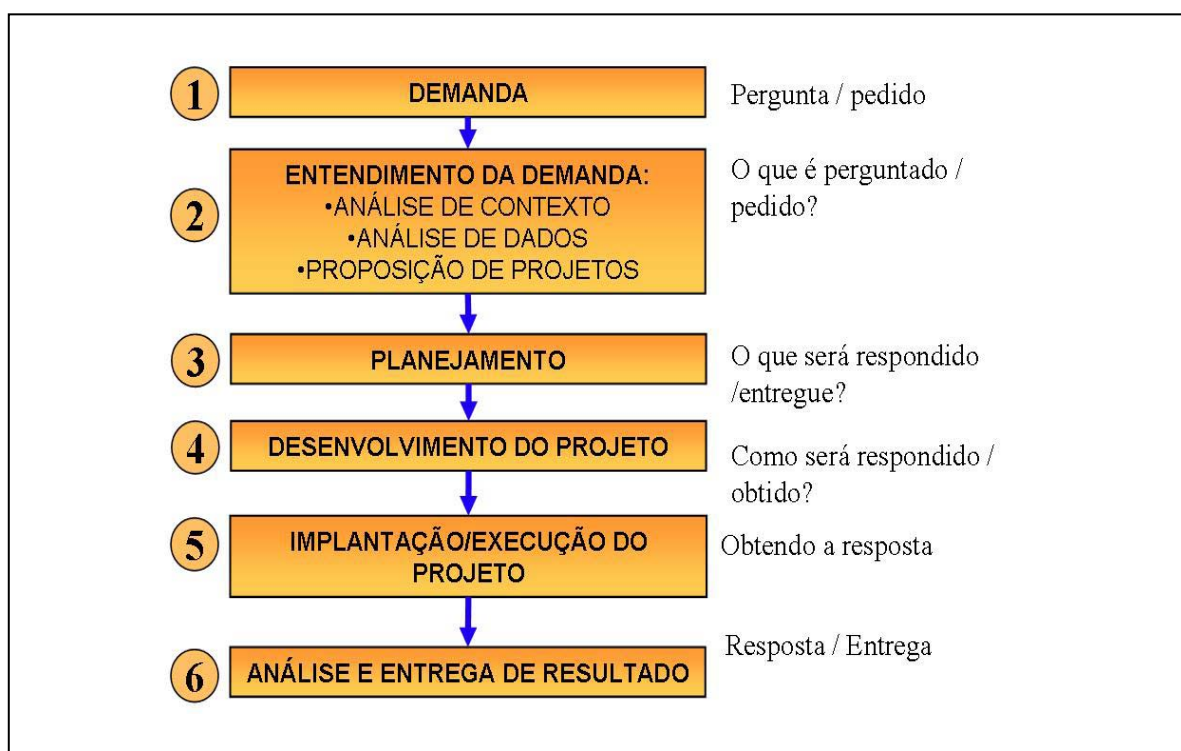 1
DEMANDA
Pergunta / pedido
2
ENTENDIMENTO DA DEMANDA:
•ANÁLISE DE CONTEXTO
•ANÁLISE DE DADOS
•PROPOSIÇÃO DE PROJETOS
O que é perguntado /
pedido?
3
PLANEJAMENTO
O que será respondido
/entregue?
4
DESENVOLVIMENTO DO PROJETO
Como será respondido /
obtido?
5
IMPLANTAÇÃO/EXECUÇÃO DO
PROJETO
Obtendo a resposta
6
ANÁLISE E ENTREGA DE RESULTADO
Resposta / Entrega